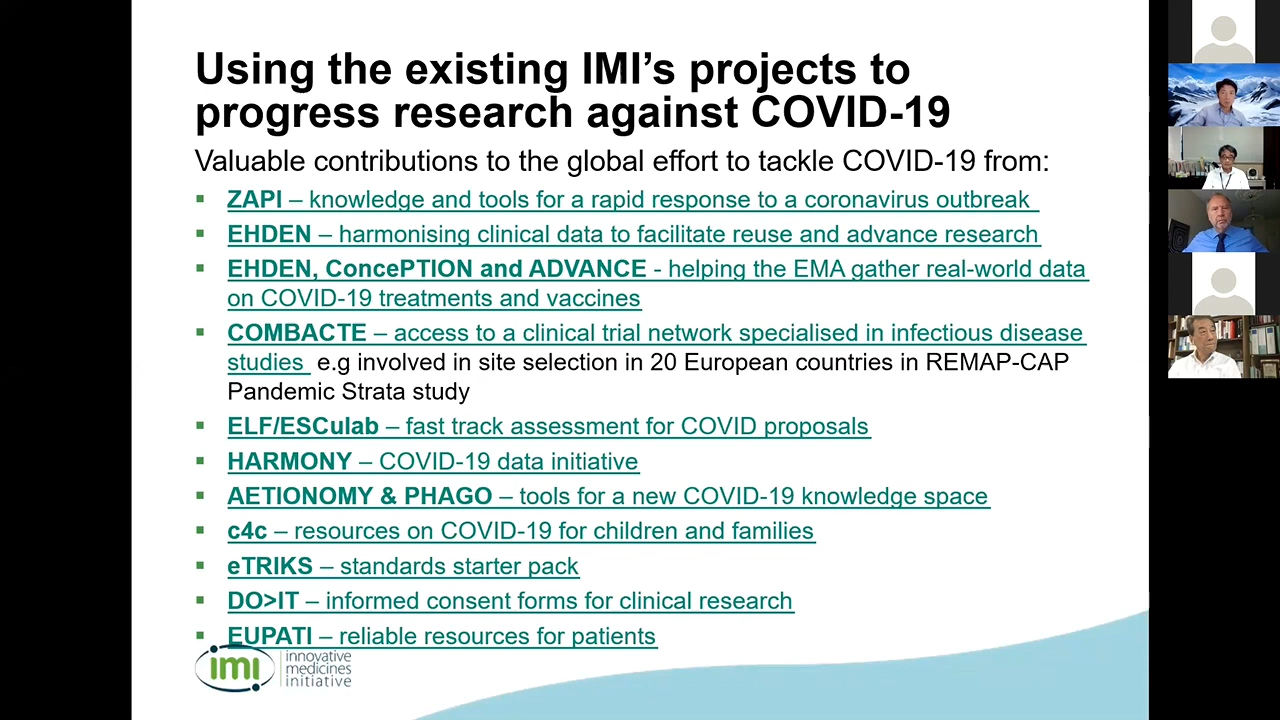 Using the existing IMI’s projects to
progress research against COVID-19
Valuable contributions to the global effort to tackle COVID-19 from:
▪ ZAPI – knowledge and tools for a rapid response to a coronavirus outbreak
▪ EHDEN – harmonising clinical data to facilitate reuse and advance research
▪ EHDEN, ConcePTION and ADVANCE - helping the EMA gather real-world data
on COVID-19 treatments and vaccines
▪ COMBACTE – access to a clinical trial network specialised in infectious disease
studies e.g involved in site selection in 20 European countries in REMAP-CAP
Pandemic Strata study
▪ ELF/ESCulab – fast track assessment for COVID proposals
▪ HARMONY – COVID-19 data initiative
▪ AETIONOMY & PHAGO – tools for a new COVID-19 knowledge space
▪ c4c – resources on COVID-19 for children and families
▪ eTRIKS – standards starter pack
▪ DO>IT – informed consent forms for clinical research
▪ EUPATI – reliable resources for patients
imi
innovative
medicines
initiative